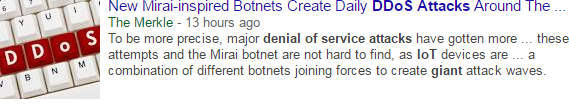 New Mirai-inspired Botnets Create Daily DDoS Attacks Around The ...
The Merkle - 13 hours ago
To be more precise, major denial of service attacks have gotten more ... these
attempts and the Mirai botnet are not hard to find, as IoT devices are ... a
combination of different botnets joining forces to create giant attack waves.
Y U I
D D o S
V B N M